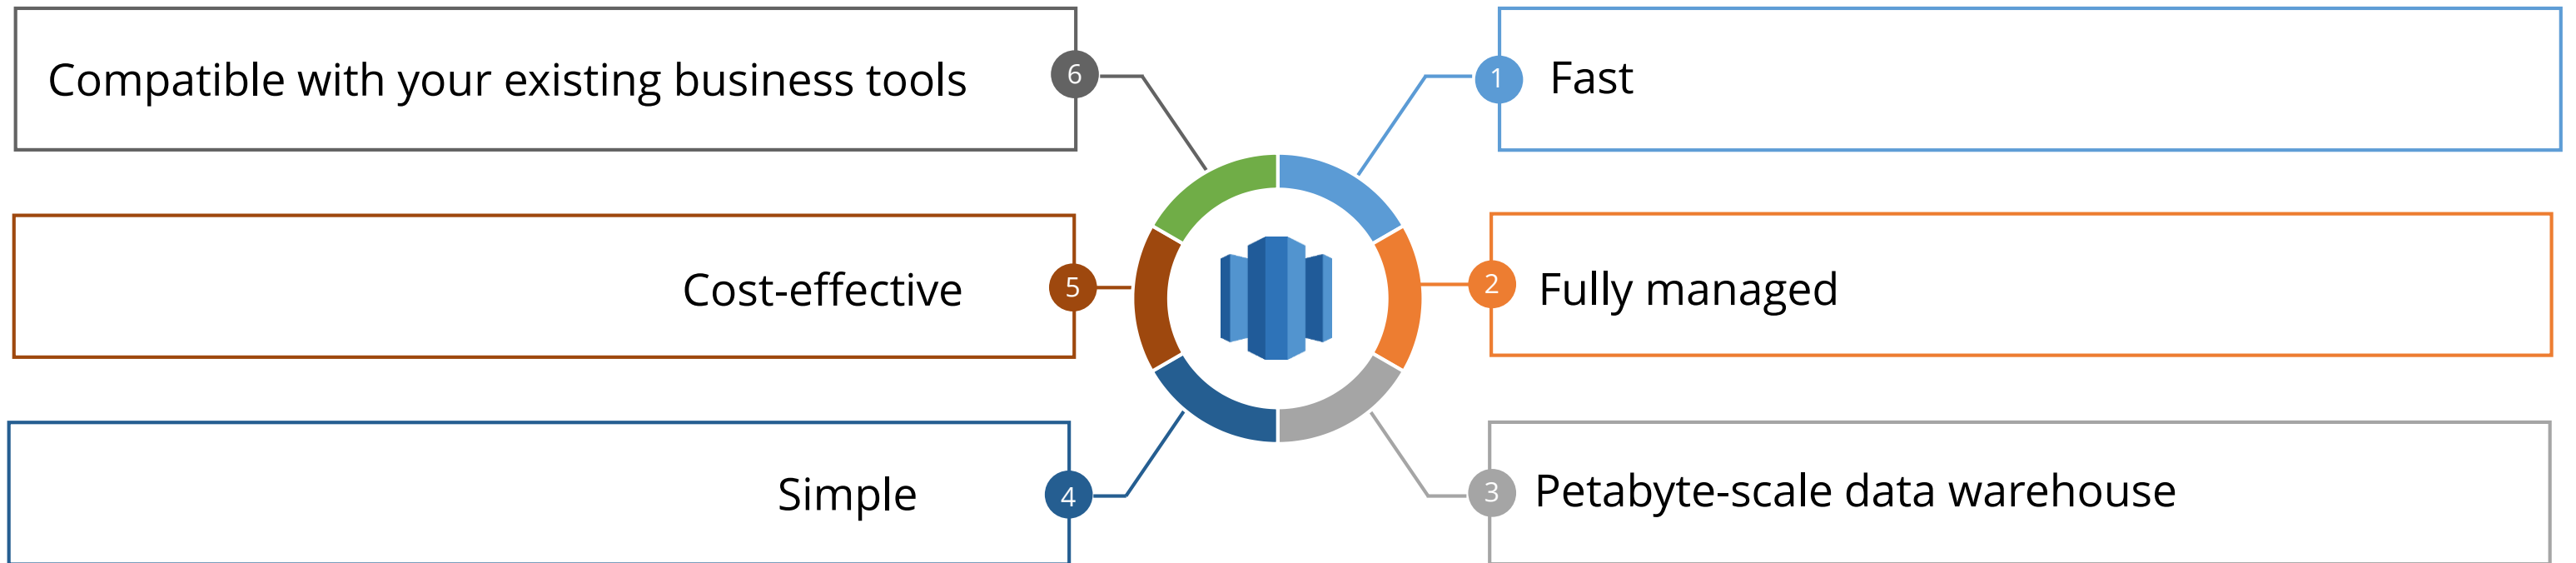 Compatible with your existing business tools
6
1
Fast
Cost-effective
5
2
Fully managed
Simple
4
3
Petabyte-scale data warehouse